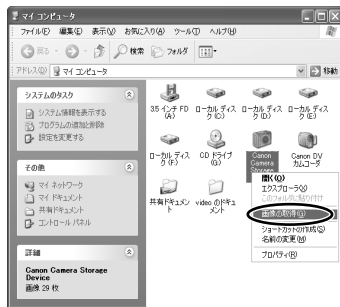 マイ コンピュータ
ファイル(F) 編集(E) 表示(V) お気に入り(A) ツール(T) ヘルプ(H)
戻る 検索 フォルダ
アドレス(D) マイ コンピュータ 移動
システムのタスク
システム情報を表示する
プログラムの追加と削除
設定を変更する
その他
マイ ネットワーク
マイ ドキュメント
共有ドキュメント
コントロール パネル
詳細
Canon Camera Storage
Device
画像 29 枚
3.5 インチ FD
(A)
ローカル ディス
ク (C)
ローカル ディス
ク (D)
ローカル ディス
ク (E)
ローカル ディス
ク (F)
CD ドライブ
(G)
Canon
Camera
Storage
Canon DV
カムコーダ
共有ドキュメン
ト
video のドキュ
メント
開く(O)
エクスプローラ(X)
このフォルダに貼り付け
画像の取得(G)
ショートカットの作成(S)
名前の変更(M)
プロパティ(R)